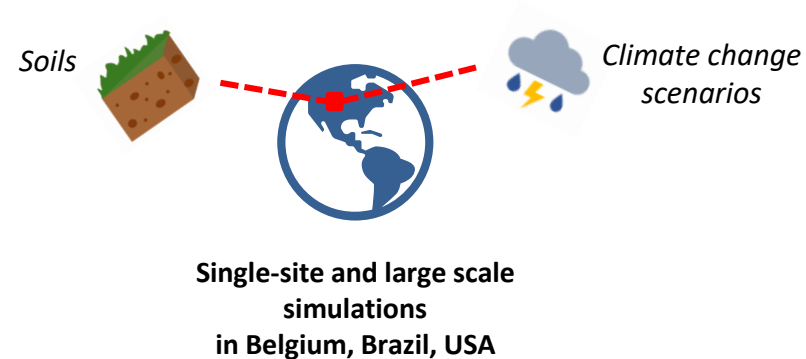 Soils
Climate change
scenarios
Single-site and large scale
simulations
in Belgium, Brazil, USA